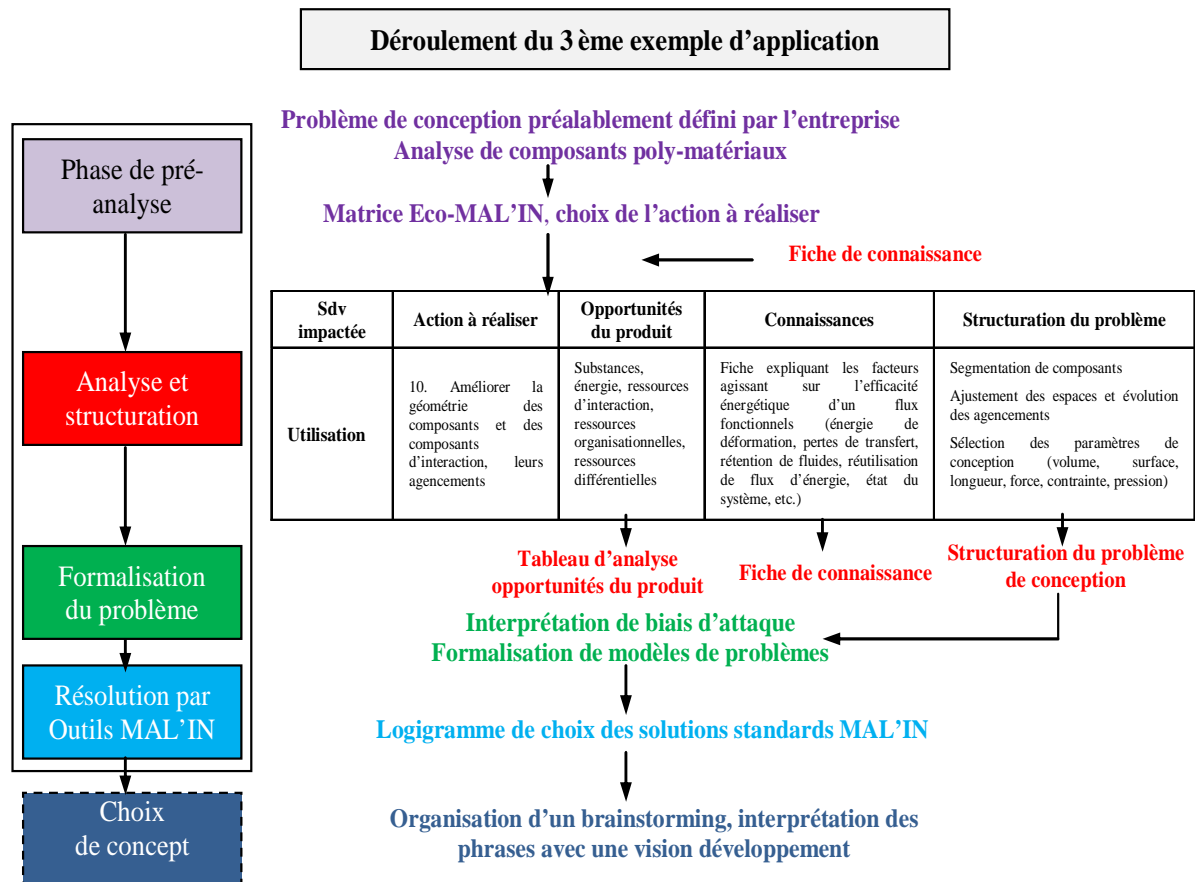 Déroulement du 3 ème exemple d'application
Phase de pré-
analyse
Analyse et
structuration
Formalisation
du problème
Résolution par
Outils MAL'IN
Choix
de concept
Problème de conception préalablement défini par l'entreprise
Analyse de composants poly-matériaux
Matrice Eco-MAL'IN, choix de l'action à réaliser
Fiche de connaissance
Sdv
impactée
Action à réaliser
Opportunités
du produit
Connaissances
Structuration du problème
Utilisation
10. Améliorer la
géométrie des
composants et des
composants
d'interaction, leurs
agencements
Substances,
énergie, ressources
d'interaction,
ressources
organisationnelles,
ressources
différentielles
Fiche expliquant les facteurs
agissant sur l'efficacité
énergétique d'un flux
fonctionnels (énergie de
déformation, pertes de transfert,
rétention de fluides, réutilisation
de flux d'énergie, état du
système, etc.)
Segmentation de composants
Ajustement des espaces et évolution
des agencements
Sélection des paramètres de
conception (volume, surface,
longueur, force, contrainte, pression)
Tableau d'analyse
opportunités du produit
Fiche de connaissance
Structuration du problème
de conception
Interprétation de biais d'attaque
Formalisation de modèles de problèmes
Logigramme de choix des solutions standards MAL'IN
Organisation d'un brainstorming, interprétation des
phrases avec une vision développement